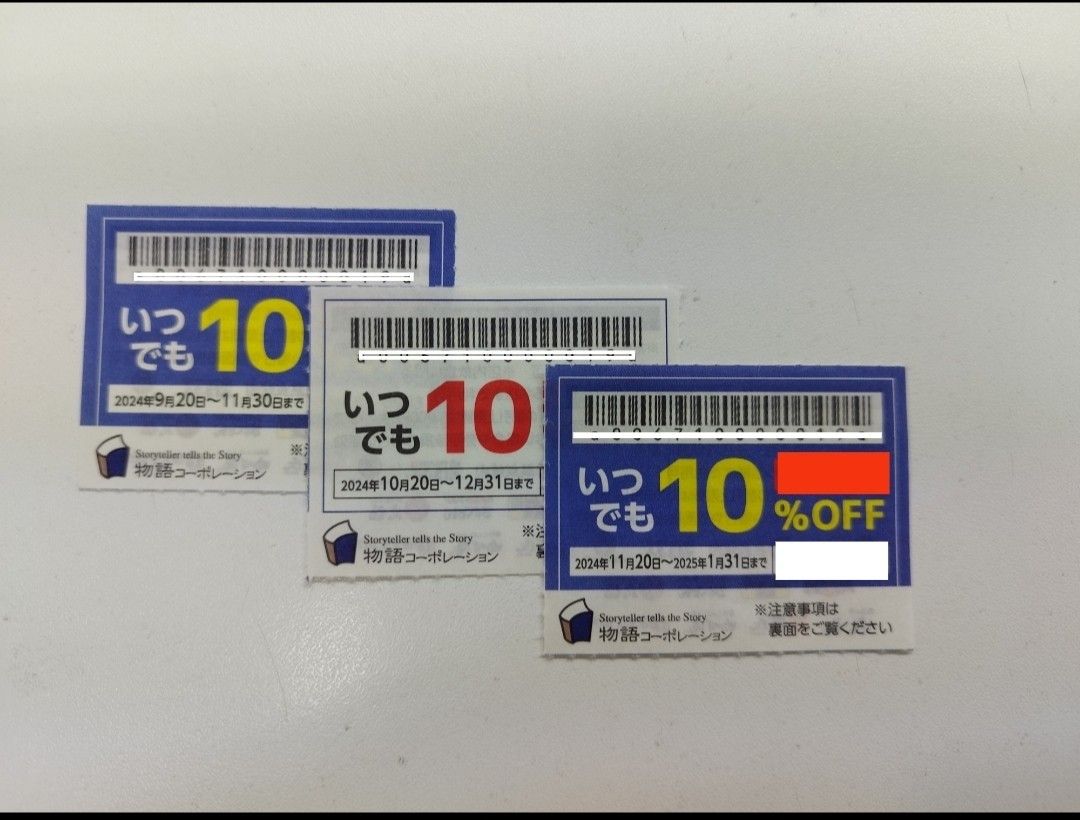 いつ
でも
10
2024年9月20日～11月30日まで
Storyteller tells the Story
物語コーポレーション
※注
いつ
でも
10
2024年10月20日～12月31日まで
Storyteller tells the Story
物語コーポレーション
※注
いつ
でも
10
%OFF
2024年11月20日～2025年1月31日まで
Storyteller tells the Story
物語コーポレーション
※注意事項は
裏面をご覧ください